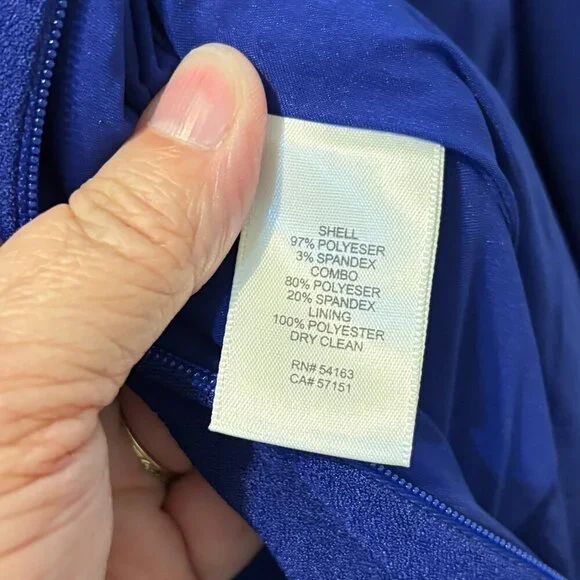 SHELL
97% POLYESER
3% SPANDEX
COMBO
80% POLYESER
20% SPANDEX
LINING
100% POLYESTER
DRY CLEAN
RN# 54163
CA# 57151